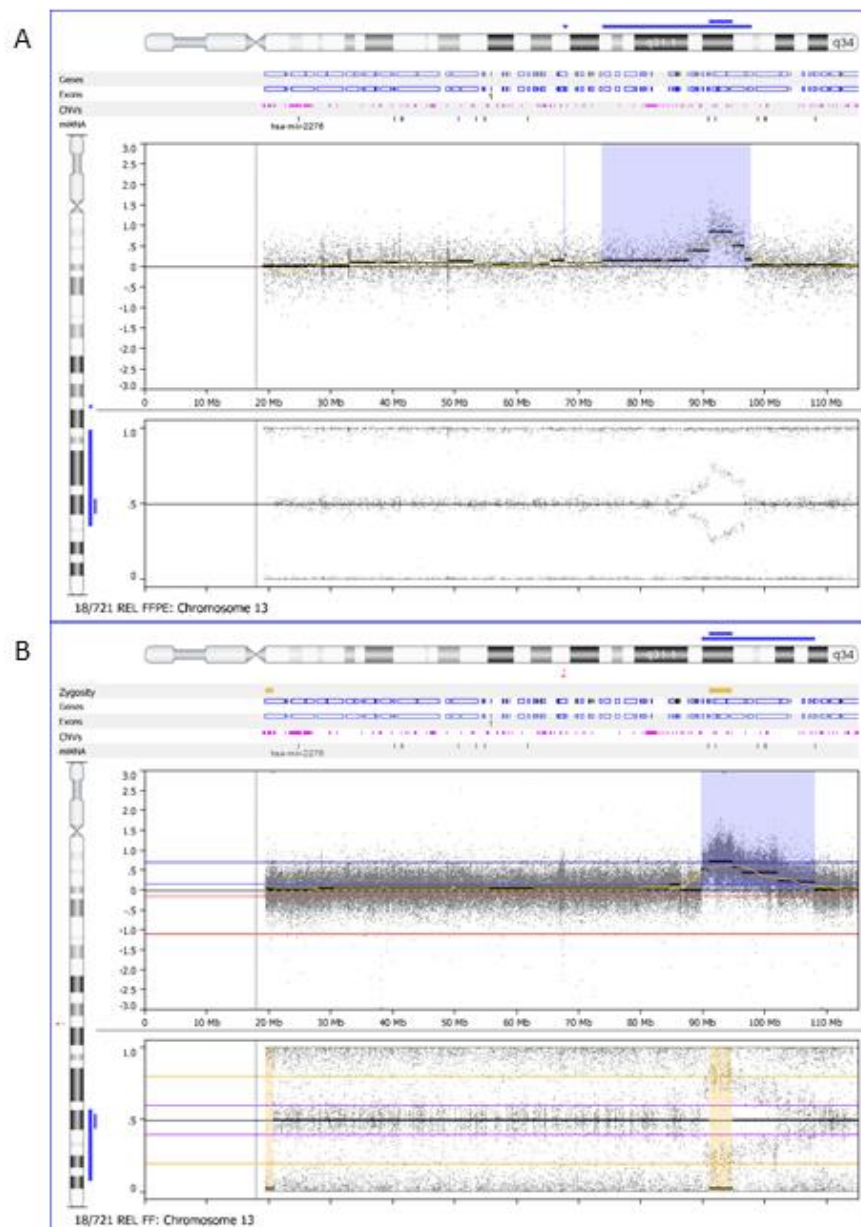 A
q34
Genes
Exons
CNVs
miRNA
hsa-mir-2276
3.0
2.5
2.0
1.5
1.0
.5
0
-.5
-1.0
-1.5
-2.0
-2.5
-3.0
0 10 Mb 20 Mb 30 Mb 40 Mb 50 Mb 60 Mb 70 Mb 80 Mb 90 Mb 100 Mb 110 Mb
1.0
.5
0
18/721 REL FFPE: Chromosome 13
B
q34
Zygosity
Genes
Exons
CNVs
miRNA
hsa-mir-2276
3.0
2.5
2.0
1.5
1.0
.5
0
-.5
-1.0
-1.5
-2.0
-2.5
-3.0
0 10 Mb 20 Mb 30 Mb 40 Mb 50 Mb 60 Mb 70 Mb 80 Mb 90 Mb 100 Mb 110 Mb
1.0
.5
0
18/721 REL FF: Chromosome 13